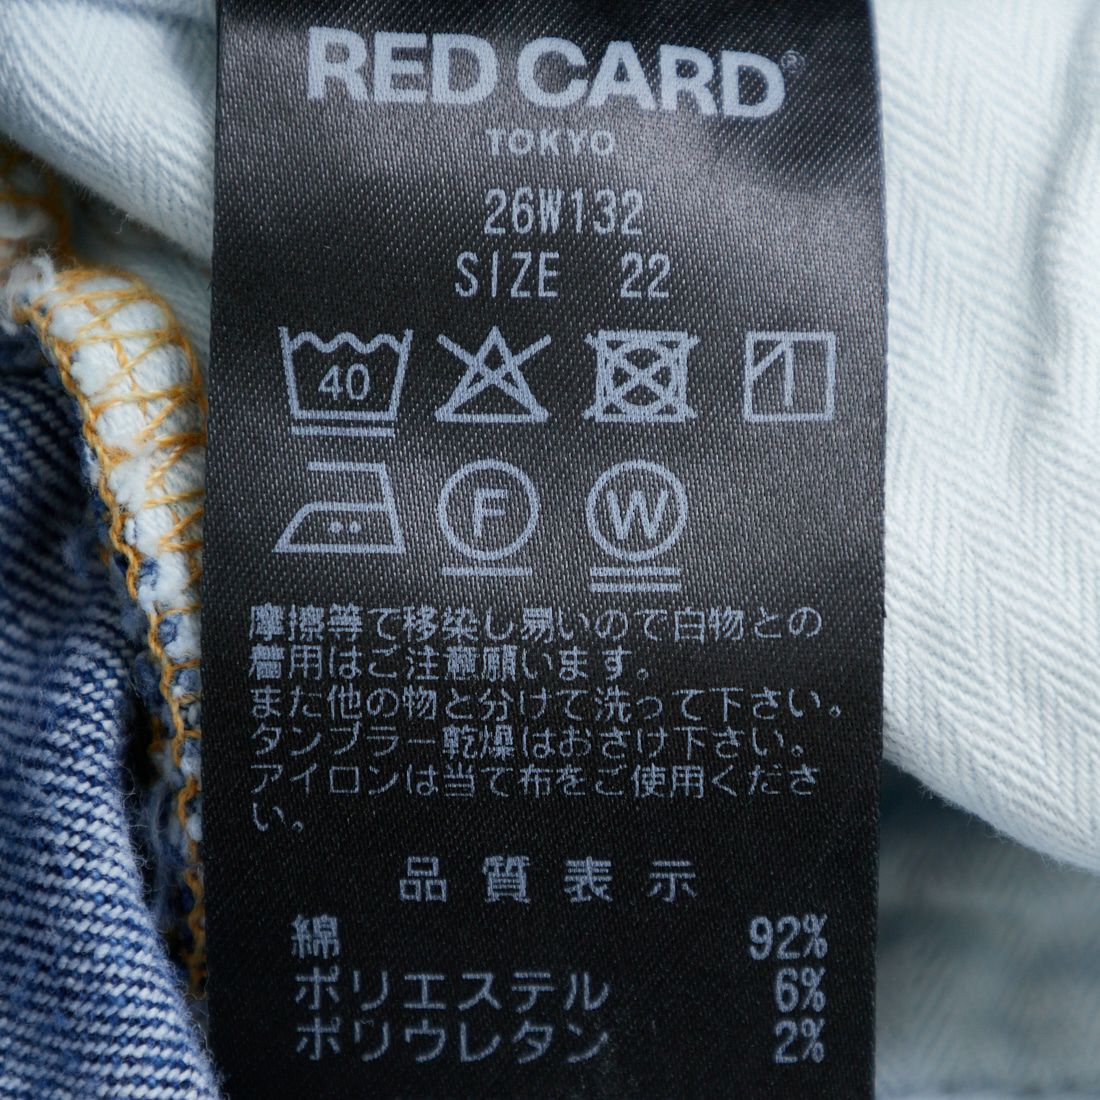 RED CARD®
TOKYO
26W132
SIZE 22
40
F W
摩擦等で移染し易いので白物との
着用はご注意願います。
また他の物と分けて洗って下さい。
タンブラー乾燥はおさけ下さい。
アイロンは当て布をご使用くださ
い。
品質表示
綿 92%
ポリエステル 6%
ポリウレタン 2%